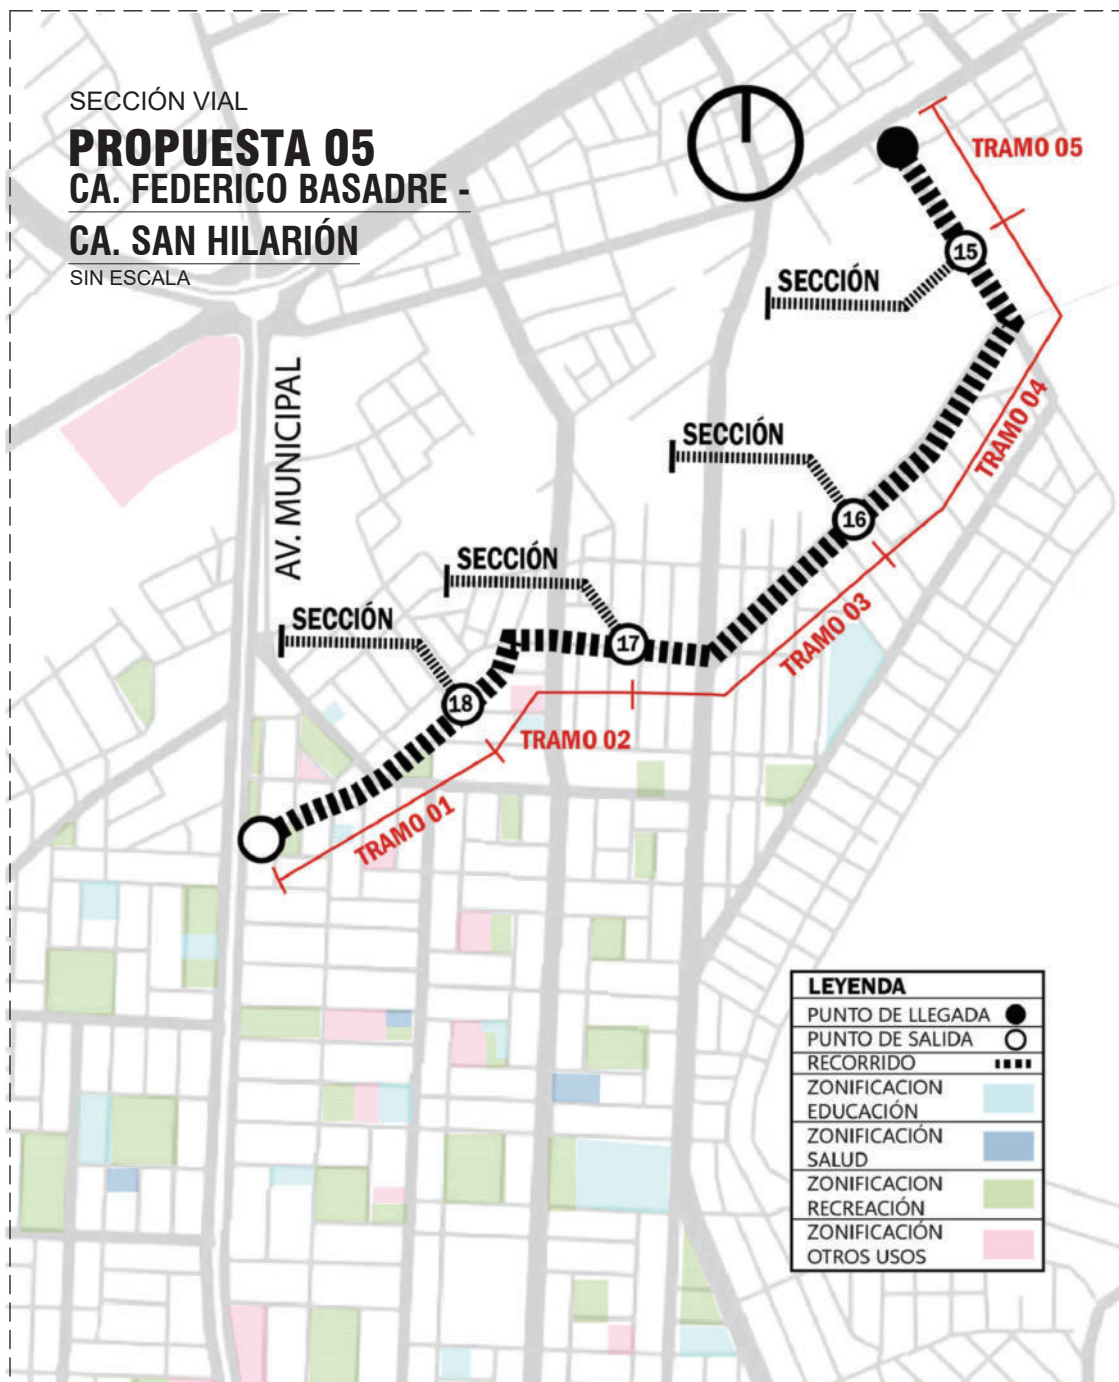 SECCIÓN VIAL
PROPUESTA 05
CA. FEDERICO BASADRE -
CA. SAN HILARIÓN
SIN ESCALA
TRAMO 05
15
SECCIÓN
AV. MUNICIPAL
TRAMO 04
SECCIÓN
16
SECCIÓN
TRAMO 03
SECCIÓN
17
18
TRAMO 02
TRAMO 01
LEYENDA
PUNTO DE LLEGADA
PUNTO DE SALIDA
RECORRIDO
ZONIFICACION
EDUCACIÓN
ZONIFICACIÓN
SALUD
ZONIFICACION
RECREACIÓN
ZONIFICACIÓN
OTROS USOS